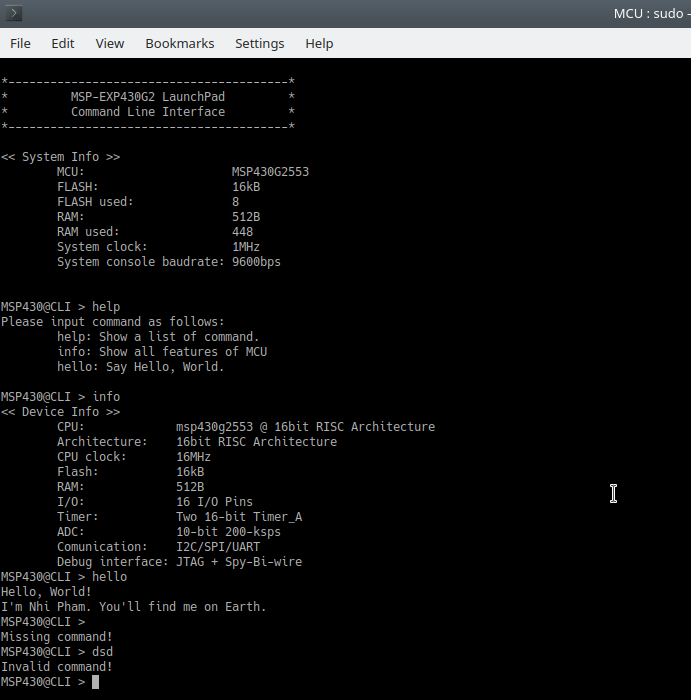 MCU : sudo –
File Edit View Bookmarks Settings Help
*----------------------------------------*
* MSP-EXP430G2 LaunchPad *
* Command Line Interface *
*----------------------------------------*
<< System Info >>
MCU: MSP430G2553
FLASH: 16kB
FLASH used: 8
RAM: 512B
RAM used: 448
System clock: 1MHz
System console baudrate: 9600bps
MSP430@CLI > help
Please input command as follows:
help: Show a list of command.
info: Show all features of MCU
hello: Say Hello, World.
MSP430@CLI > info
<< Device Info >>
CPU: msp430g2553 @ 16bit RISC Architecture
Architecture: 16bit RISC Architecture
CPU clock: 16MHz
Flash: 16kB
RAM: 512B
I/O: 16 I/O Pins
Timer: Two 16-bit Timer_A
ADC: 10-bit 200-ksps
Comunication: I2C/SPI/UART
Debug interface: JTAG + Spy-Bi-wire
MSP430@CLI > hello
Hello, World!
I'm Nhi Pham. You'll find me on Earth.
MSP430@CLI >
Missing command!
MSP430@CLI > dsd
Invalid command!
MSP430@CLI >